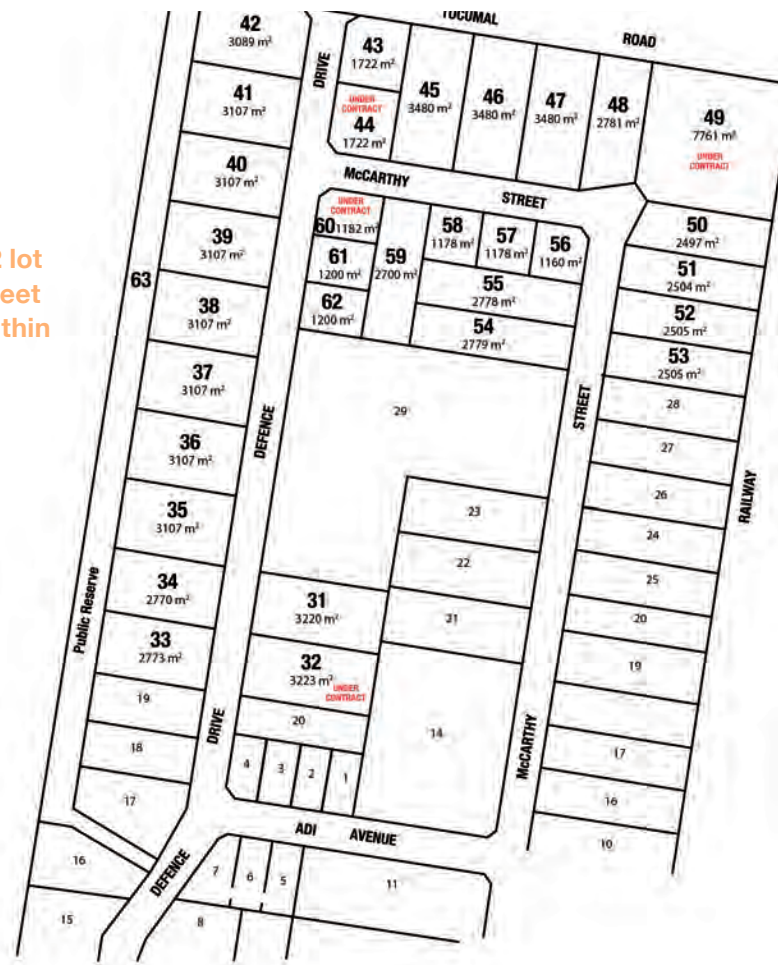 TOCUMAL
ROAD
42
3089 m²
DRIVE
43
1722 m²
41
3107 m²
UNDER
CONTRACT
44
1722 m²
45
3480 m²
46
3480 m²
47
3480 m²
48
2781 m²
49
7761 m²
UNDER
CONTRACT
40
3107 m²
McCARTHY
STREET
UNDER
CONTRACT
60 1182 m²
39
3107 m²
61
1200 m²
59
2700 m²
58
1178 m²
57
1178 m²
56
1160 m²
50
2497 m²
lot
eet
thin
63
51
2504 m²
55
2778 m²
62
1200 m²
38
3107 m²
54
2779 m²
52
2505 m²
53
2505 m²
37
3107 m²
DEFENCE
29
STREET
28
27
36
3107 m²
26
RAILWAY
35
3107 m²
23
24
22
25
34
2770 m²
31
3220 m²
21
20
Public Reserve
33
2773 m²
32
3223 m²
UNDER
CONTRACT
19
19
20
DRIVE
14
McCARTHY
18
17
4
3
2
1
17
16
ADI AVENUE
10
16
DEFENCE
7
6
5
11
15
8